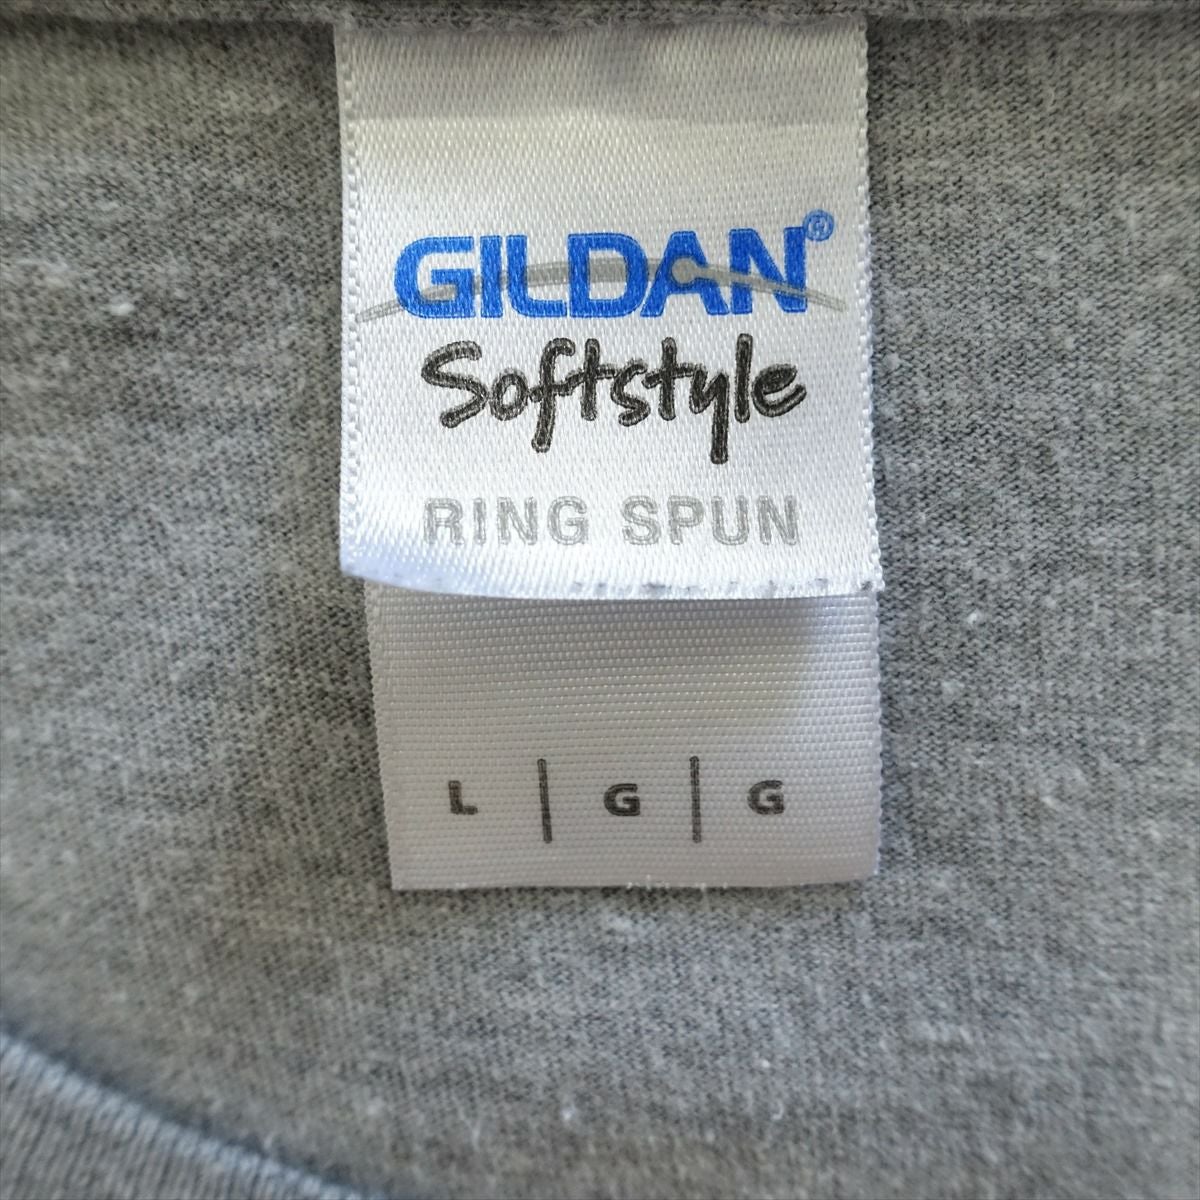 GILDAN®
Softstyle
RING SPUN
L | G | G